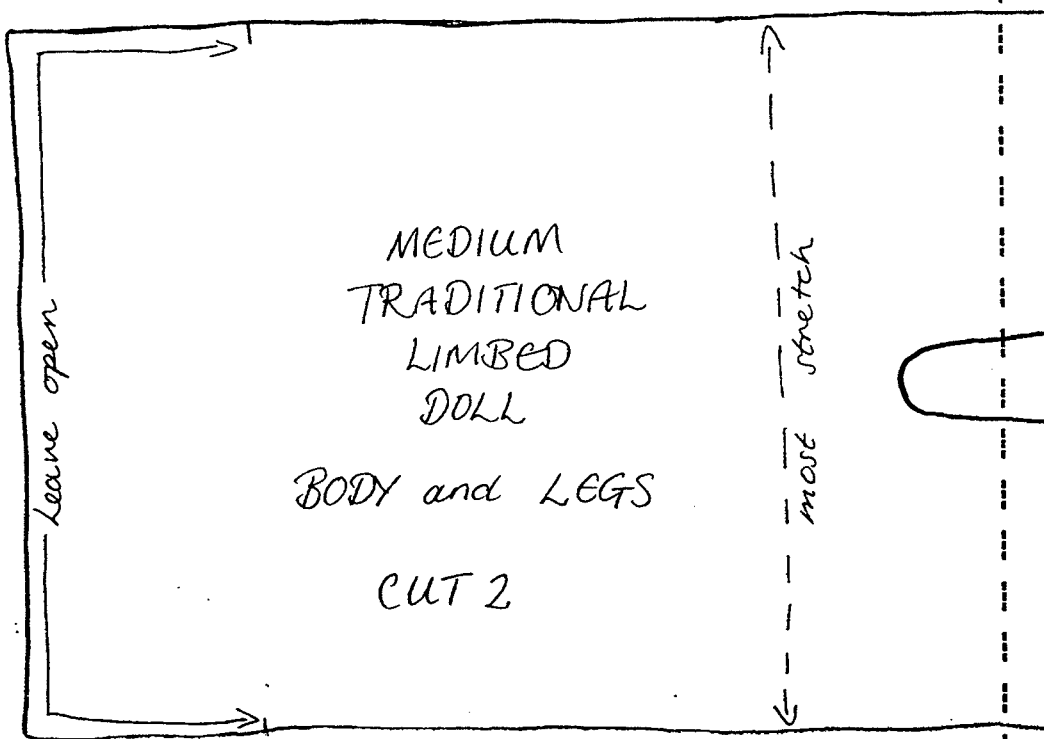 Leave open
MEDIUM
TRADITIONAL
LIMBED
DOLL
BODY and LEGS
CUT 2
most stretch